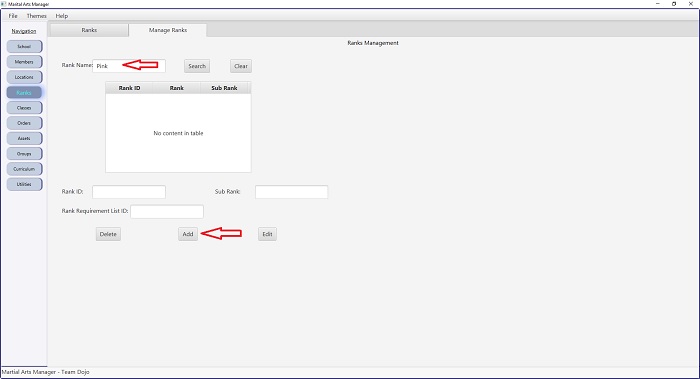 Marital Arts Manager
File Themes Help
Navigation
School
Members
Locations
Ranks
Classes
Orders
Assets
Groups
Curriculum
Utilities
Ranks Manage Ranks
Ranks Management
Rank Name: Pink Search Clear
Rank ID Rank Sub Rank
No content in table
Rank ID: Sub Rank:
Rank Requirement List ID:
Delete Add Edit
Martial Arts Manager - Team Dojo